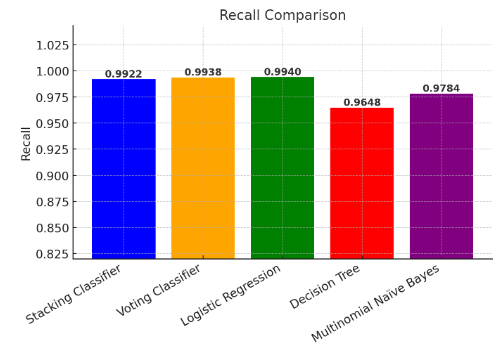 Recall Comparison
1.025
1.000
0.975
0.950
0.925
0.900
0.875
0.850
0.825
Recall
0.9922
0.9938
0.9940
0.9648
0.9784
Stacking Classifier
Voting Classifier
Logistic Regression
Decision Tree
Multinomial Naïve Bayes